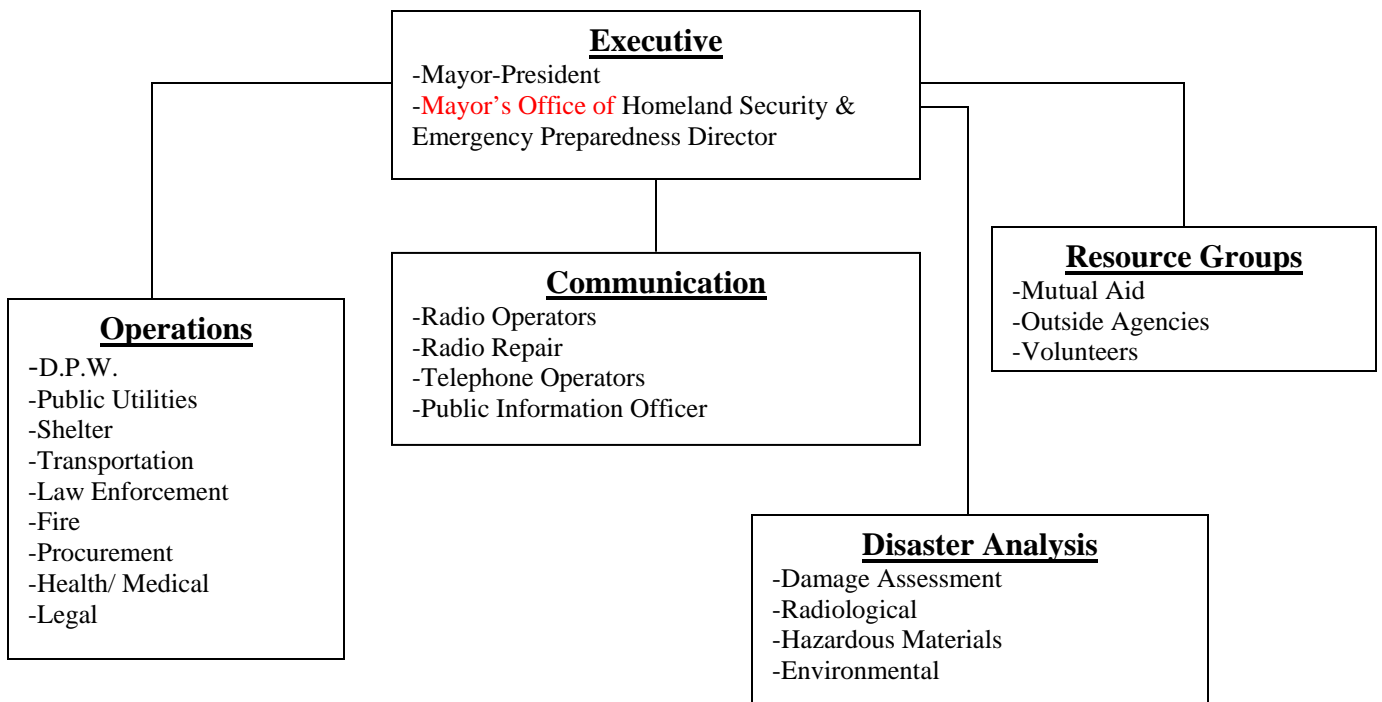 Executive
-Mayor-President
-Mayor’s Office of Homeland Security &
Emergency Preparedness Director
Communication
-Radio Operators
-Radio Repair
-Telephone Operators
-Public Information Officer
Resource Groups
-Mutual Aid
-Outside Agencies
-Volunteers
Operations
-D.P.W.
-Public Utilities
-Shelter
-Transportation
-Law Enforcement
-Fire
-Procurement
-Health/ Medical
-Legal
Disaster Analysis
-Damage Assessment
-Radiological
-Hazardous Materials
-Environmental